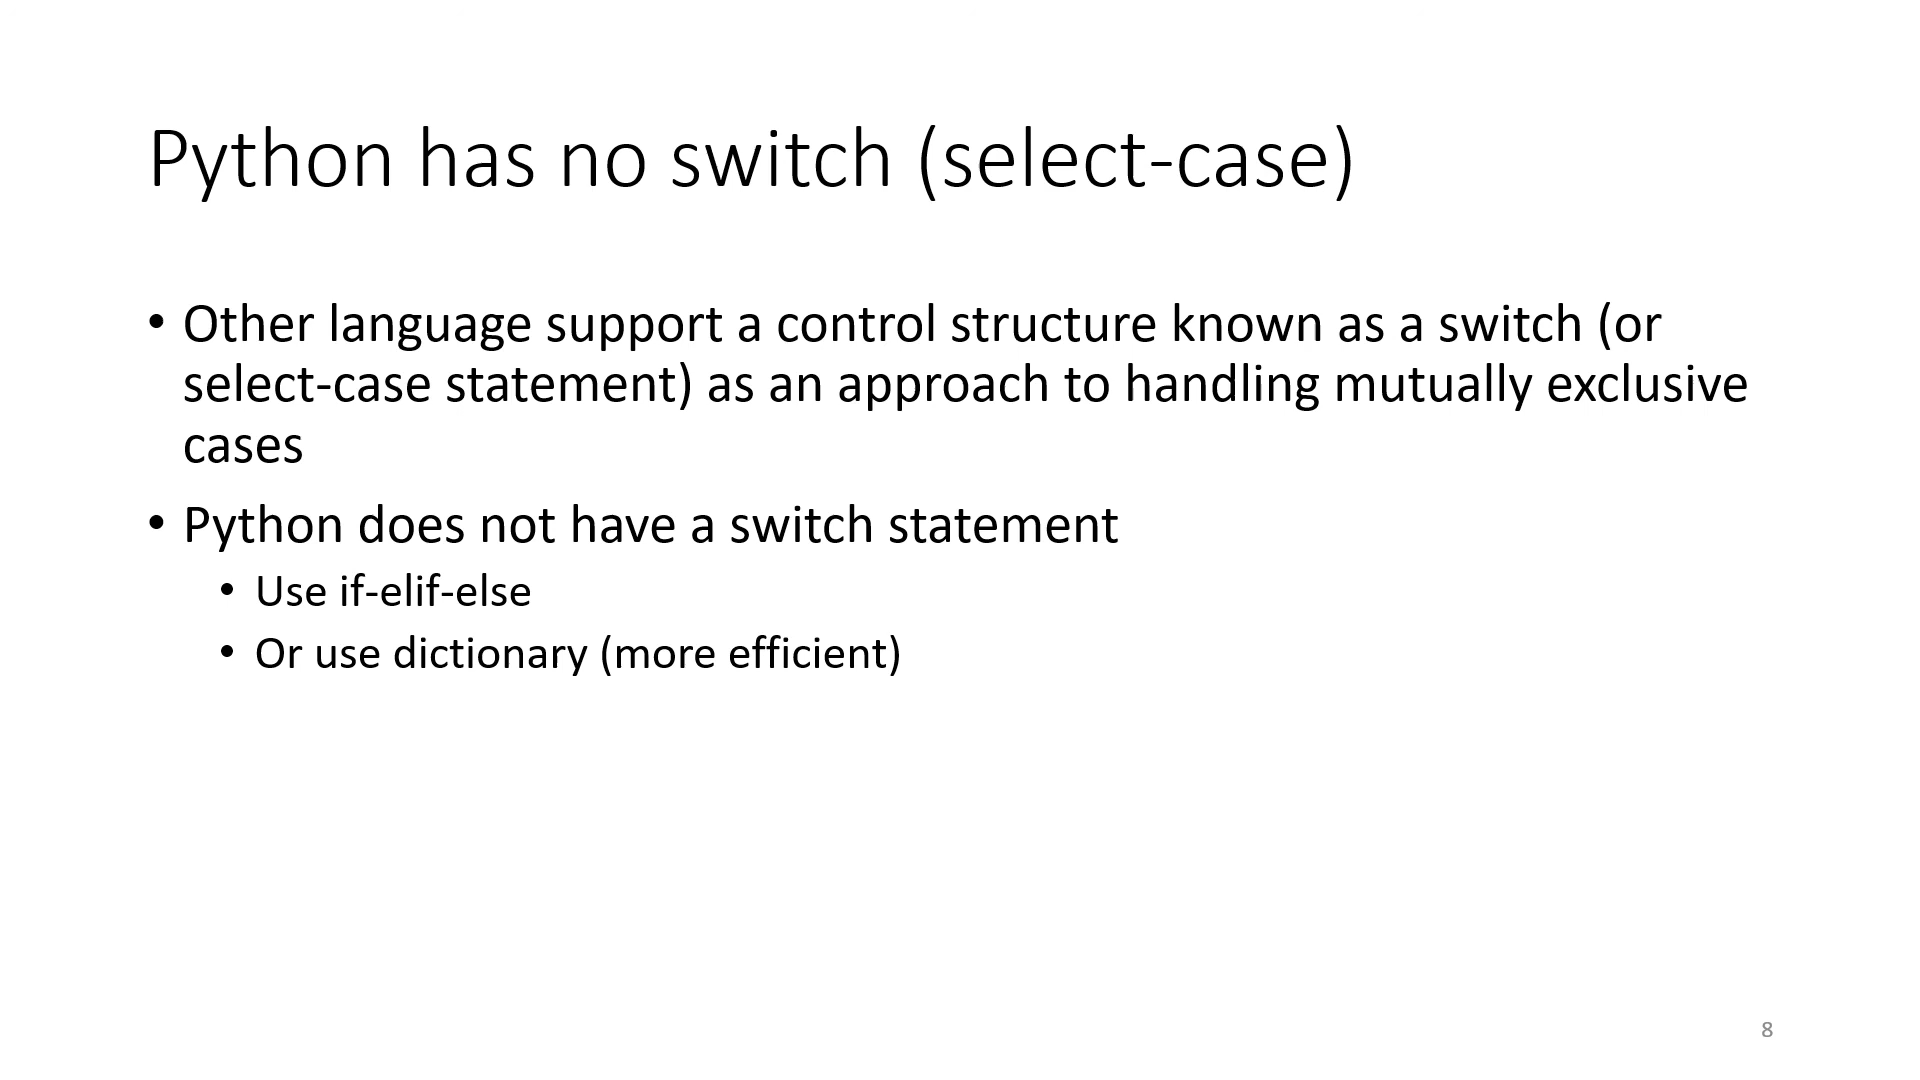 Python has no switch (select-case)
• Other language support a control structure known as a switch (or
select-case statement) as an approach to handling mutually exclusive
cases
• Python does not have a switch statement
• Use if-elif-else
• Or use dictionary (more efficient)
8